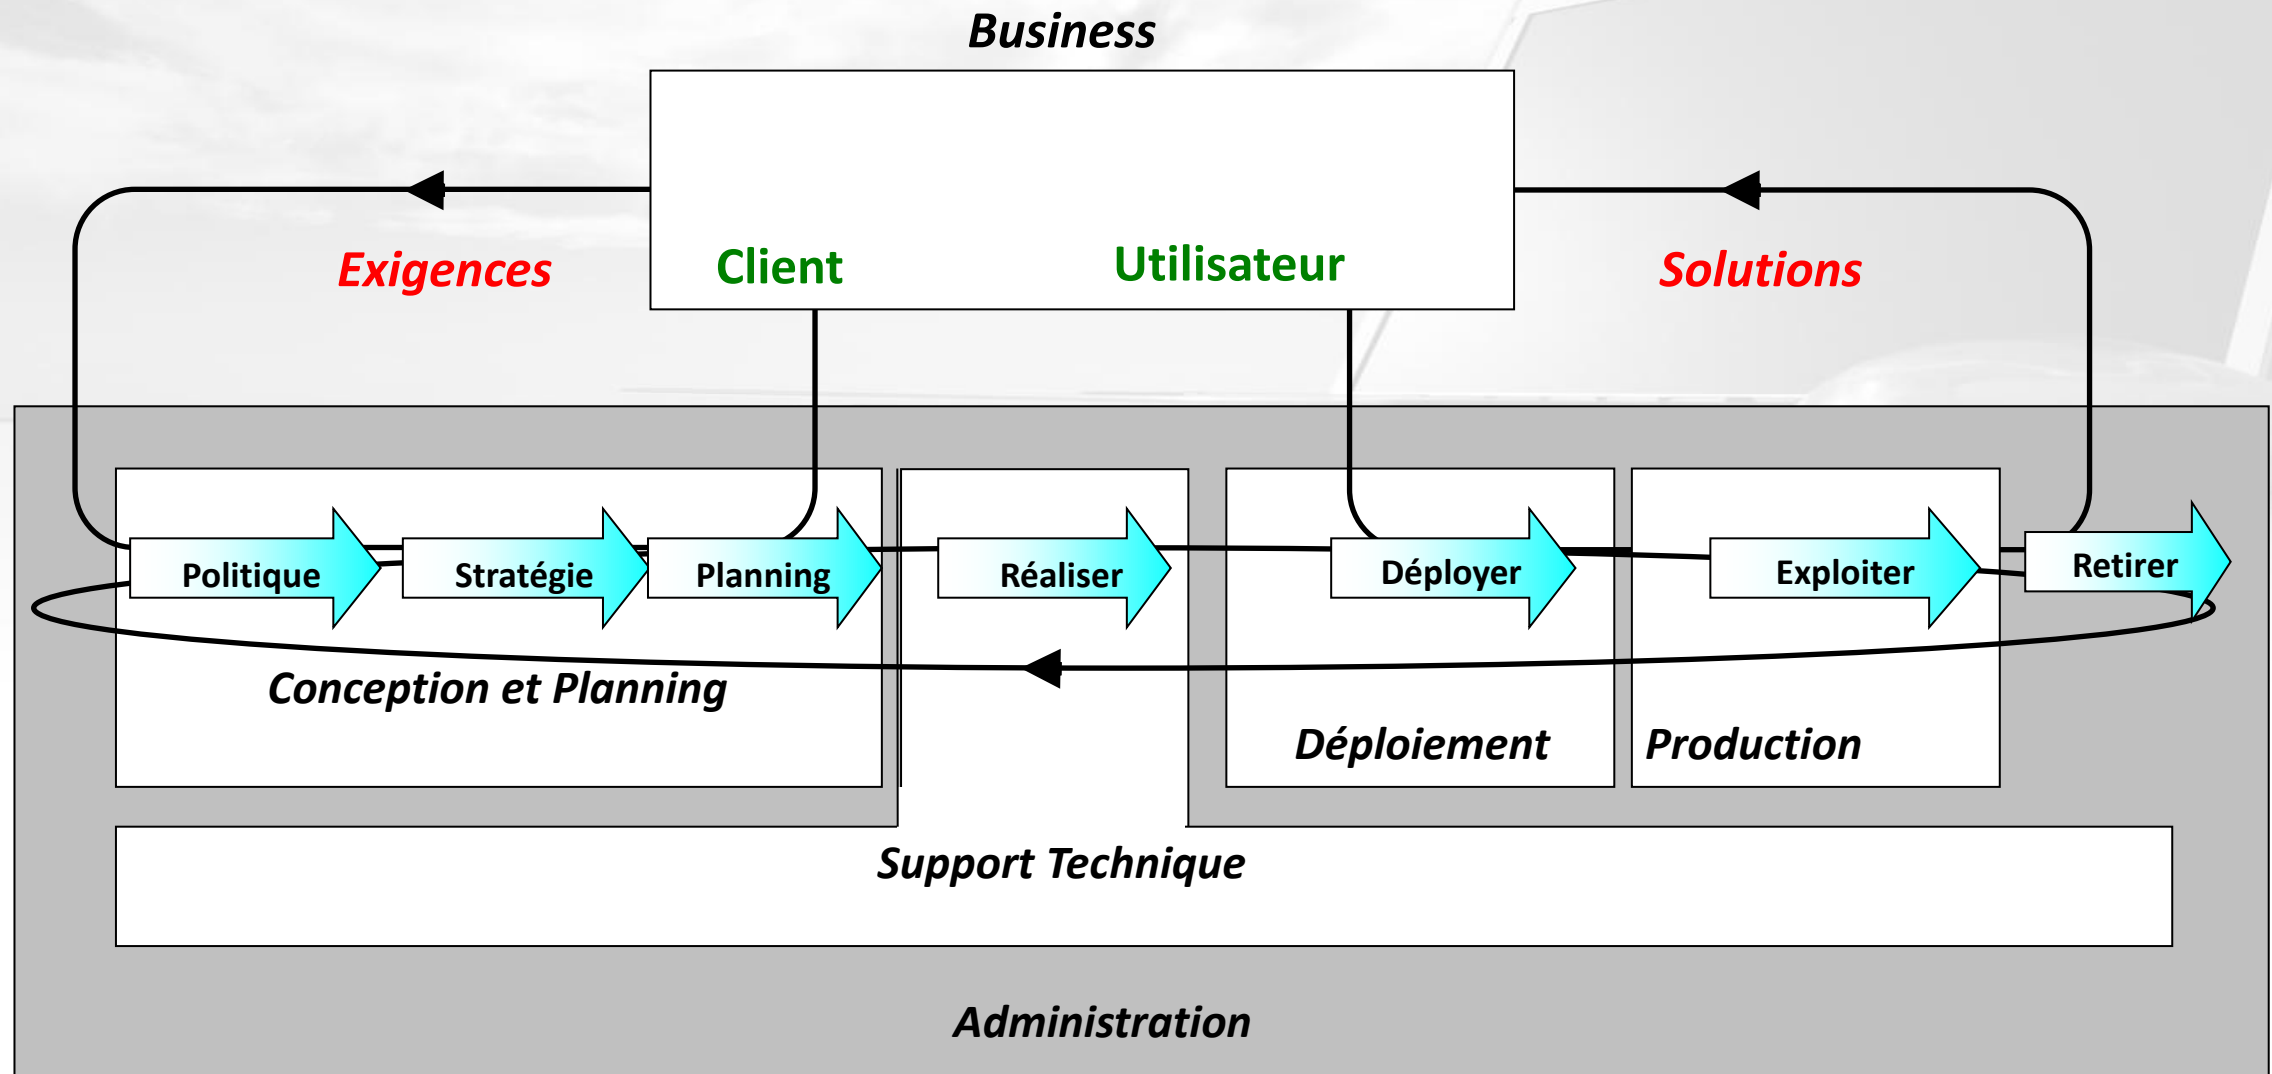 Business
Exigences
Client
Utilisateur
Solutions
Politique
Stratégie
Planning
Réaliser
Déployer
Exploiter
Retirer
Conception et Planning
Déploiement
Production
Support Technique
Administration